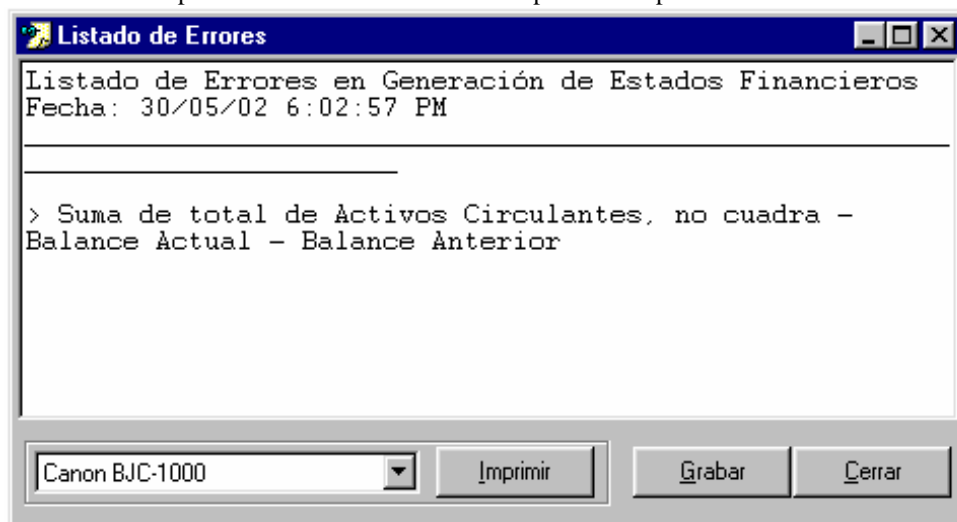 Listado de Errores
Listado de Errores en Generación de Estados Financieros
Fecha: 30/05/02 6:02:57 PM
> Suma de total de Activos Circulantes, no cuadra -
Balance Actual - Balance Anterior
Canon BJC-1000
Imprimir
Grabar
Cerrar